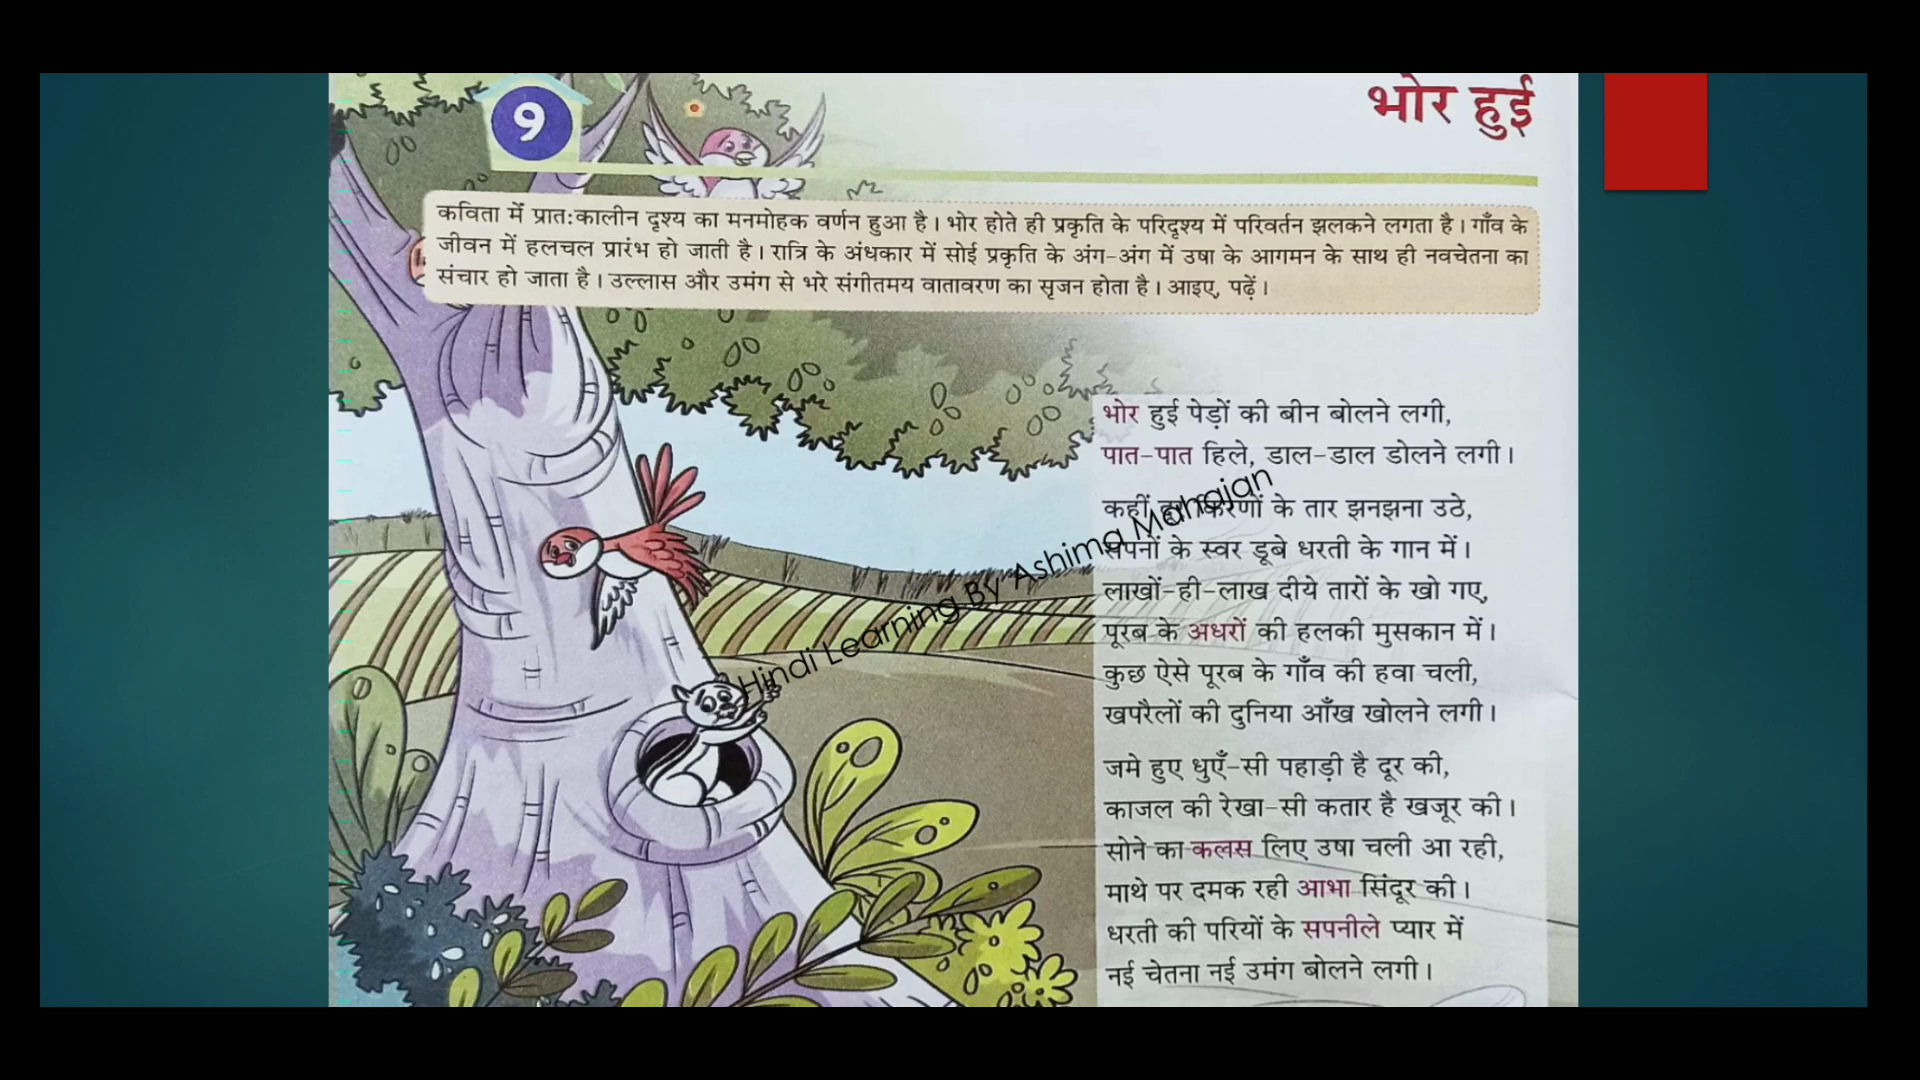 9
भोर हुई
कविता में प्रात:कालीन दृश्य का मनमोहक वर्णन हुआ है। भोर होते ही प्रकृति के परिदृश्य में परिवर्तन झलकने लगता है। गाँव के
जीवन में हलचल प्रारंभ हो जाती है। रात्रि के अंधकार में सोई प्रकृति के अंग-अंग में उषा के आगमन के साथ ही नवचेतना का
संचार हो जाता है। उल्लास और उमंग से भरे संगीतमय वातावरण का सृजन होता है। आइए, पढ़ें।
भोर हुई पेड़ों की बीन बोलने लगी,
पात-पात हिले, डाल-डाल डोलने लगी।
कहीं किरणों के तार झनझना उठे,
सपनों के स्वर डूबे धरती के गान में।
लाखों-ही-लाख दीये तारों के खो गए,
पूरब के अधरों की हलकी मुसकान में।
कुछ ऐसे पूरब के गाँव की हवा चली,
खपरैलों की दुनिया आँख खोलने लगी।
जमे हुए धुएँ-सी पहाड़ी है दूर की,
काजल की रेखा-सी कतार है खजूर की।
सोने का कलस लिए उषा चली आ रही,
माथे पर दमक रही आभा सिंदूर की।
धरती की परियों के सपनीले प्यार में
नई चेतना नई उमंग बोलने लगी।
Hindi Learning By Ashima Mahajan